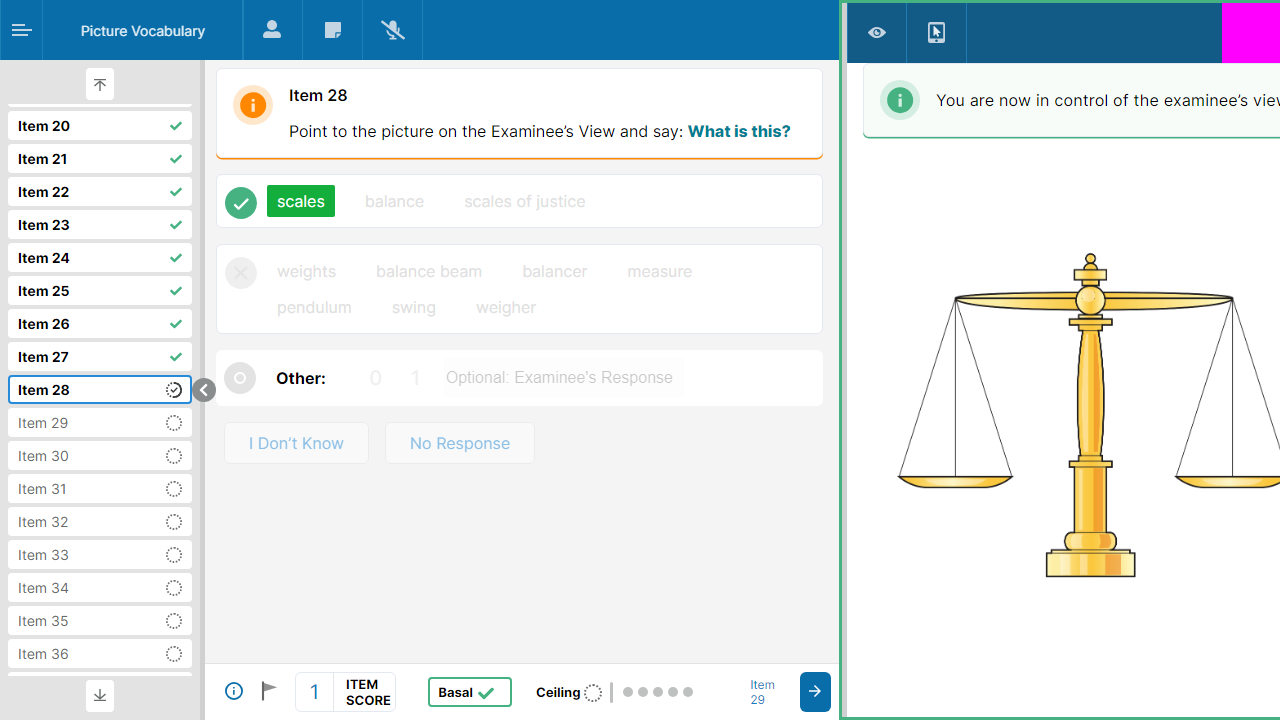 Picture Vocabulary
Item 20
Item 21
Item 22
Item 23
Item 24
Item 25
Item 26
Item 27
Item 28
Item 29
Item 30
Item 31
Item 32
Item 33
Item 34
Item 35
Item 36
Item 28
Point to the picture on the Examinee’s View and say: What is this?
scales balance scales of justice
weights balance beam balancer measure
pendulum swing weigher
Other: 0 1 Optional: Examinee's Response
I Don’t Know No Response
1 ITEM SCORE
Basal
Ceiling
Item 29
You are now in control of the examinee’s view